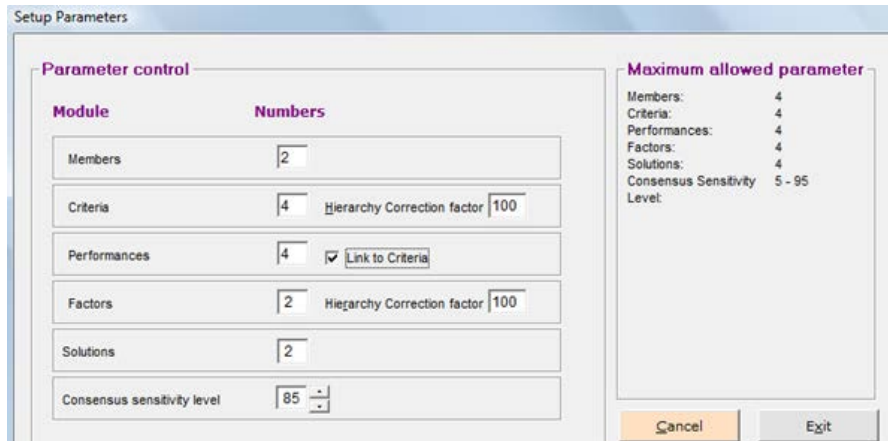 Setup Parameters
Parameter control
Module Numbers
Members 2
Criteria 4 Hierarchy Correction factor 100
Performances 4 Link to Criteria
Factors 2 Hierarchy Correction factor 100
Solutions 2
Consensus sensitivity level 85
Maximum allowed parameter
Members: 4
Criteria: 4
Performances: 4
Factors: 4
Solutions: 4
Consensus Sensitivity 5 - 95
Level:
Cancel Exit